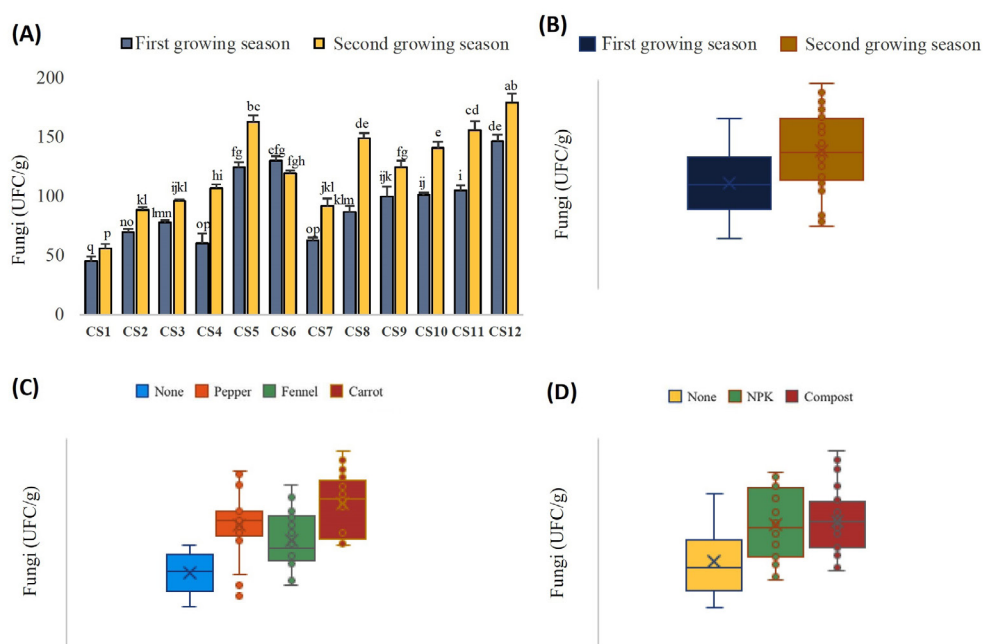 (A)
First growing season Second growing season
Fungi (UFC/g)
200
150
100
50
0
q p no kl lmn ijkl op hi fg bc cfg fgh op jkl klm de ijk fg ij e i cd de ab
CS1 CS2 CS3 CS4 CS5 CS6 CS7 CS8 CS9 CS10 CS11 CS12
(B)
First growing season Second growing season
Fungi (UFC/g)
(C)
None Pepper Fennel Carrot
Fungi (UFC/g)
(D)
None NPK Compost
Fungi (UFC/g)